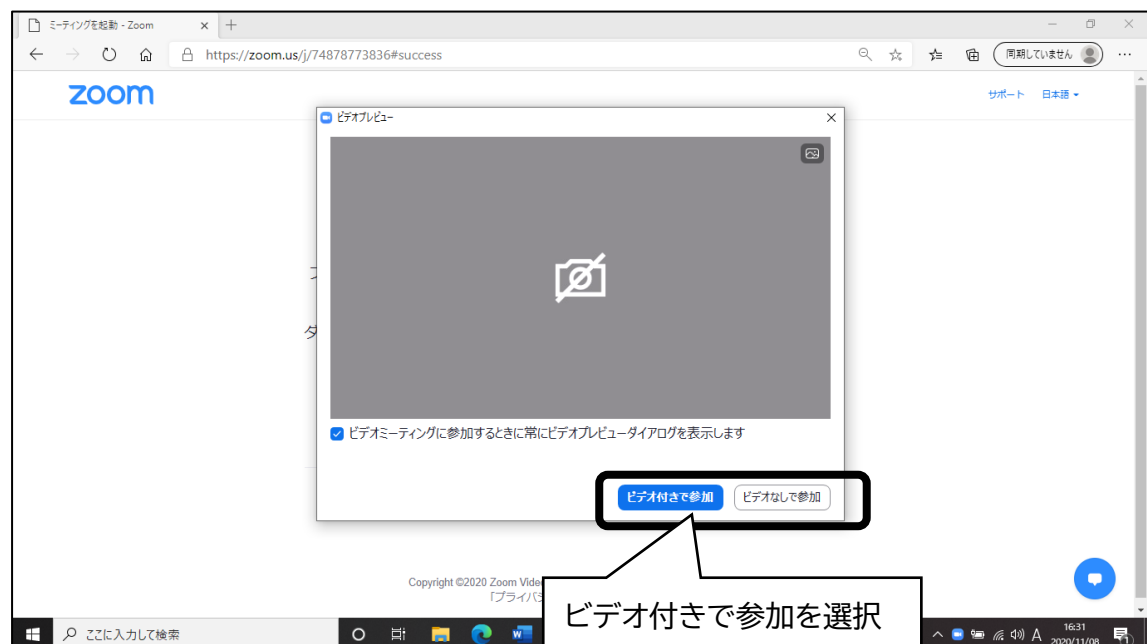 ミーティングを起動 - Zoom
https://zoom.us/j/74878773836#success
同期していません
zoom
サポート 日本語
ビデオプレビュー
ビデオミーティングに参加するときに常にビデオプレビューダイアログを表示します
ビデオ付きで参加 ビデオなしで参加
Copyright ©2020 Zoom
「プライバシ
ビデオ付きで参加を選択
ここに入力して検索
A
16:31
2020/11/08